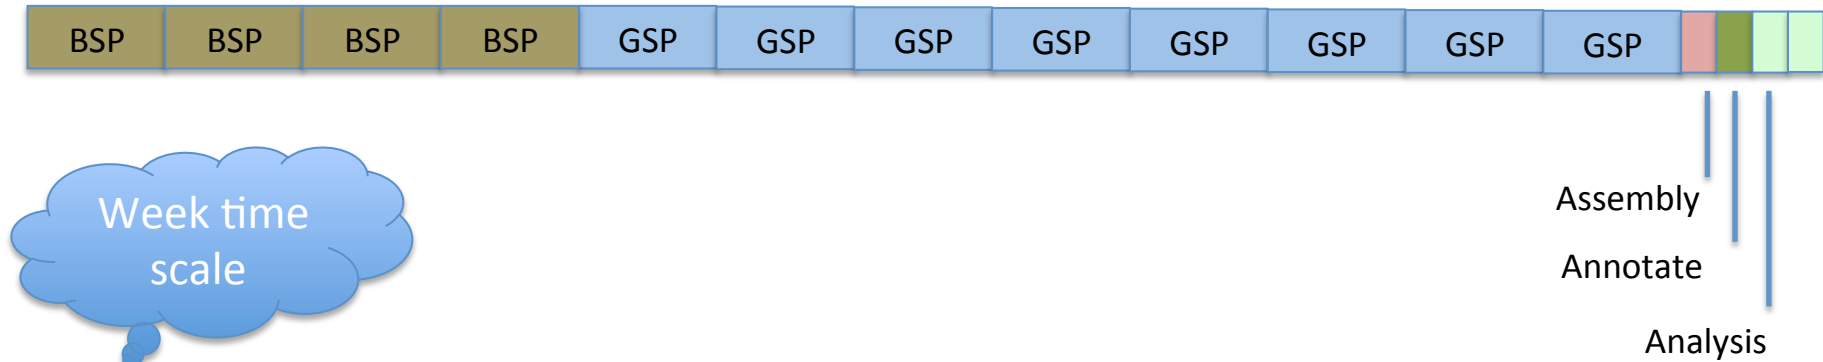 BSP BSP BSP BSP GSP GSP GSP GSP GSP GSP GSP GSP
Week time
scale
Assembly
Annotate
Analysis